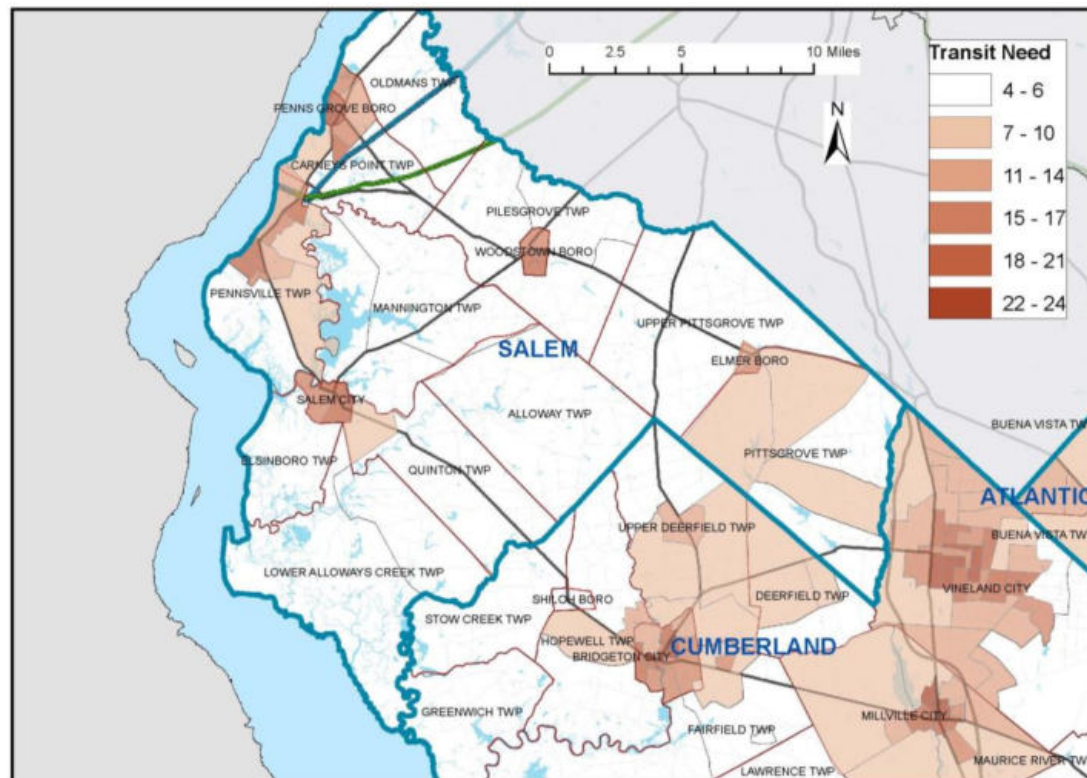 0 2.5 5 10 Miles
Transit Need
4 - 6
7 - 10
11 - 14
15 - 17
18 - 21
22 - 24
N
OLDMANS TWP
PENNS GROVE BORO
CARNEYS POINT TWP
PILESGROVE TWP
WOODSTOWN BORO
PENNSVILLE TWP
MANNINGTON TWP
UPPER PITTSGROVE TWP
SALEM
ELMER BORO
SALEM CITY
ALLOWAY TWP
BUENA VISTA TW
PITTSGROVE TWP
ELSINBORO TWP
QUINTON TWP
ATLANTIC
UPPER DEERFIELD TWP
BUENA VISTA TW
LOWER ALLOWAYS CREEK TWP
VINELAND CITY
SHILOH BORO
DEERFIELD TWP
STOW CREEK TWP
HOPEWELL TWP
CUMBERLAND
BRIDGETON CITY
GREENWICH TWP
MILLVILLE CITY
FAIRFIELD TWP
MAURICE RIVER TW
LAWRENCE TWP